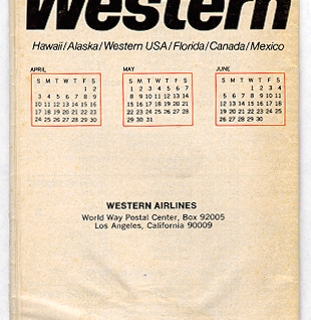 Western
Hawaii/Alaska/Western USA/Florida/Canada/Mexico
APRIL
S M T W T F S
1 2
3 4 5 6 7 8 9
10 11 12 13 14 15 16
17 18 19 20 21 22 23
24 25 26 27 28 29 30
MAY
S M T W T F S
1 2 3 4 5 6 7
8 9 10 11 12 13 14
15 16 17 18 19 20 21
22 23 24 25 26 27 28
29 30 31
JUNE
S M T W T F S
1 2 3 4
5 6 7 8 9 10 11
12 13 14 15 16 17 18
19 20 21 22 23 24 25
26 27 28 29 30
WESTERN AIRLINES
World Way Postal Center, Box 92005
Los Angeles, California 90009